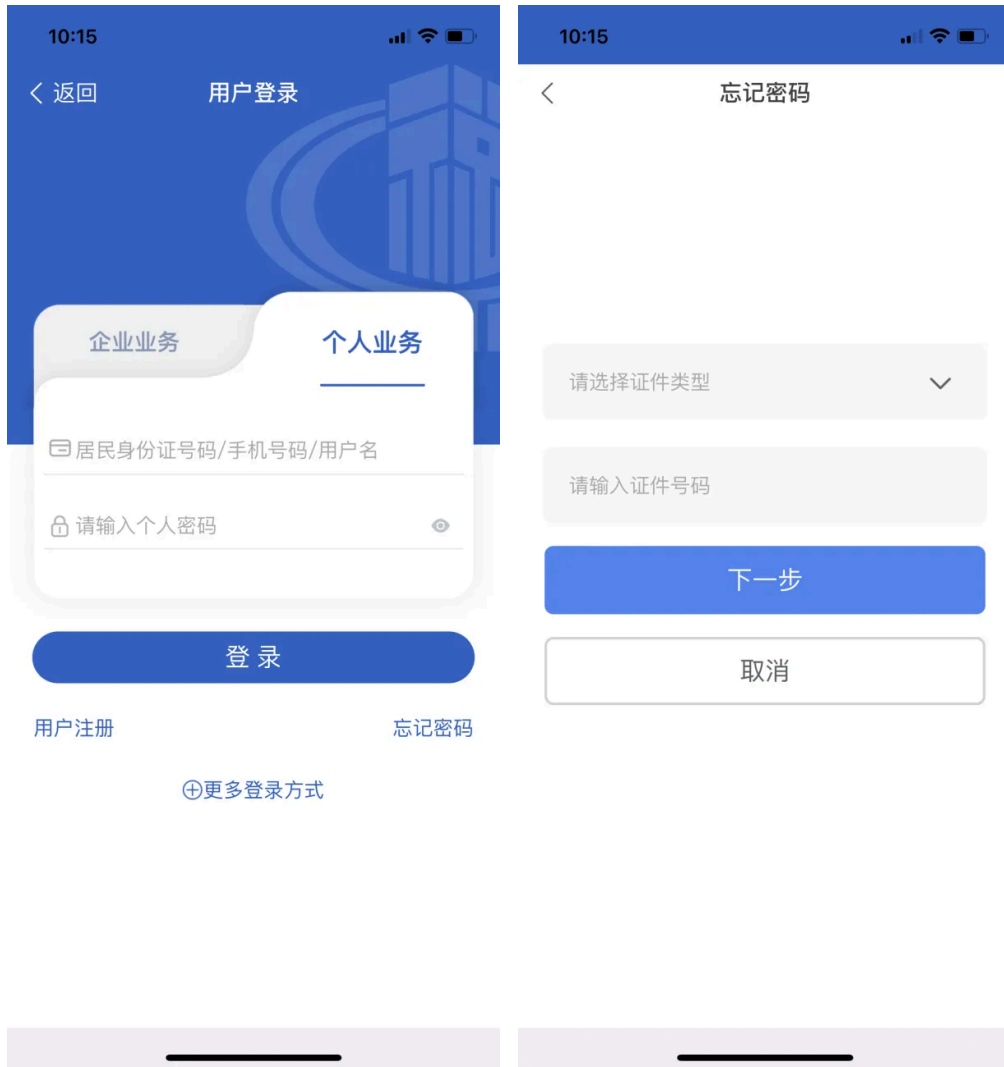 10:15
返回
用户登录
企业业务
个人业务
居民身份证号码/手机号码/用户名
请输入个人密码
登录
用户注册
忘记密码
更多登录方式
10:15
忘记密码
请选择证件类型
请输入证件号码
下一步
取消